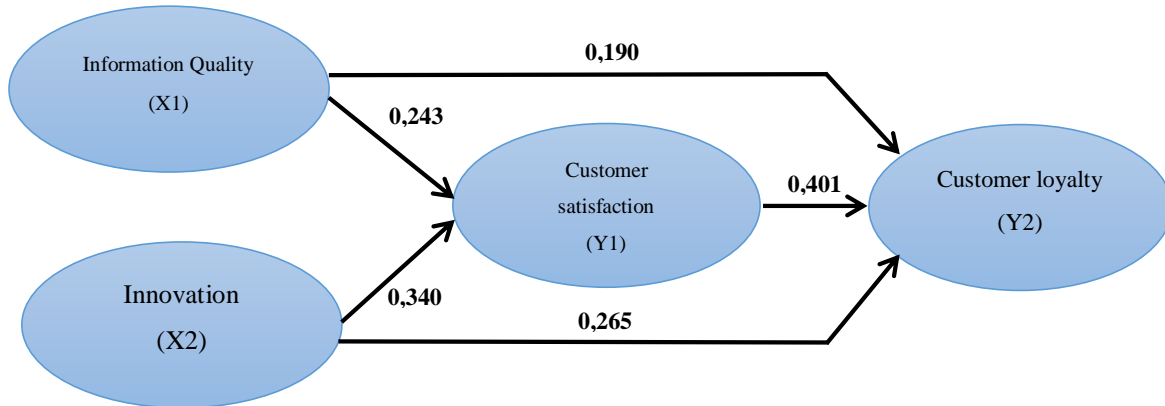 0,190
Information Quality
(X1)
0,243
Customer
satisfaction
(Y1)
0,401
Customer loyalty
(Y2)
Innovation
(X2)
0,340
0,265